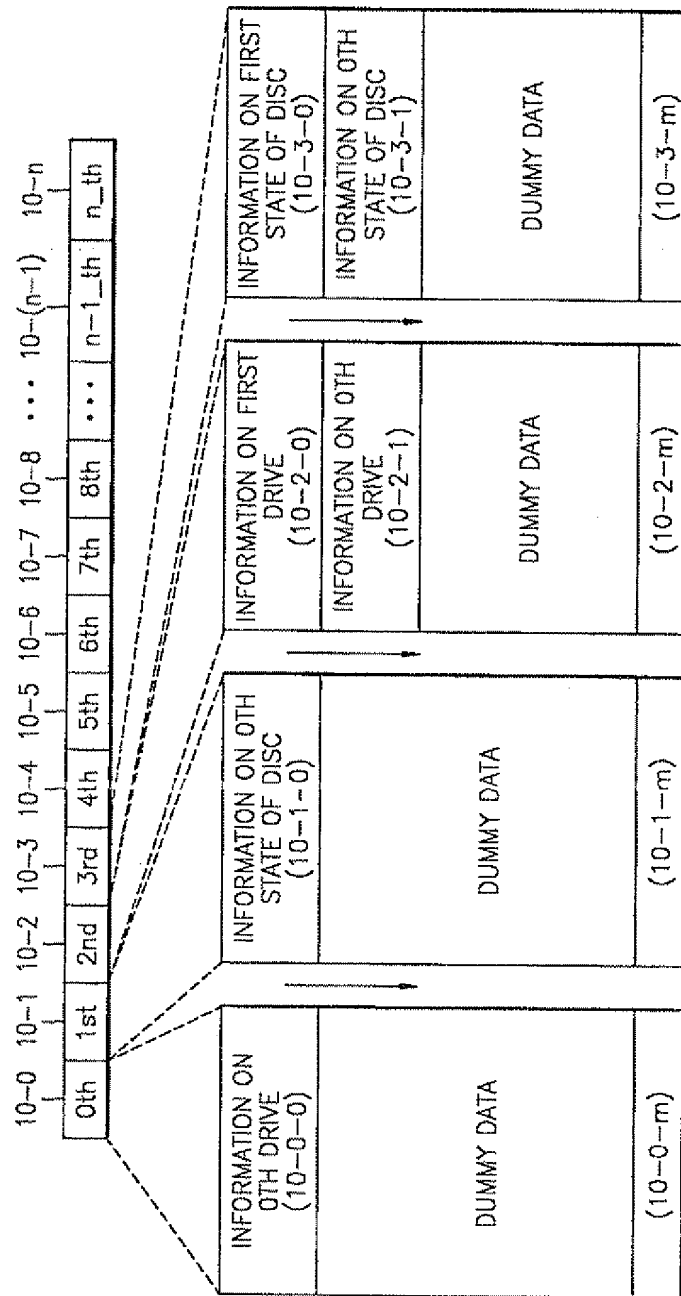 10-0 10-1 10-2 10-3 10-4 10-5 10-6 10-7 10-8 ••• 10-(n-1) 10-n
0th 1st 2nd 3rd 4th 5th 6th 7th 8th ••• n-1_th n_th
INFORMATION ON
0TH DRIVE
(10-0-0)
DUMMY DATA
(10-0-m)
INFORMATION ON 0TH
STATE OF DISC
(10-1-0)
DUMMY DATA
(10-1-m)
INFORMATION ON FIRST
DRIVE
(10-2-0)
INFORMATION ON 0TH
DRIVE
(10-2-1)
DUMMY DATA
(10-2-m)
INFORMATION ON FIRST
STATE OF DISC
(10-3-0)
INFORMATION ON 0TH
STATE OF DISC
(10-3-1)
DUMMY DATA
(10-3-m)